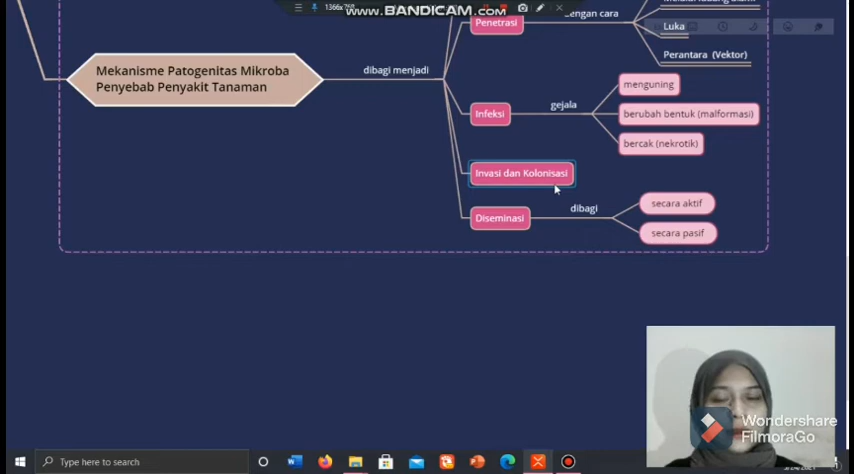 1366x768
www.BANDICAM.com
Penetrasi
dengan cara
Luka
Perantara (Vektor)
Mekanisme Patogenitas Mikroba
Penyebab Penyakit Tanaman
dibagi menjadi
Infeksi
gejala
menguning
berubah bentuk (malformasi)
bercak (nekrotik)
Invasi dan Kolonisasi
Diseminasi
dibagi
secara aktif
secara pasif
Wondershare
FilmoraGo
Type here to search